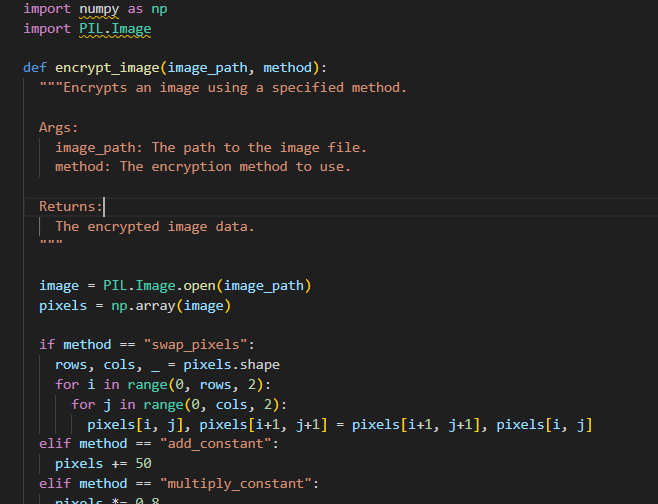 import numpy as np
import PIL.Image
def encrypt_image(image_path, method):
"""Encrypts an image using a specified method.
Args:
image_path: The path to the image file.
method: The encryption method to use.
Returns:
The encrypted image data.
"""
image = PIL.Image.open(image_path)
pixels = np.array(image)
if method == "swap_pixels":
rows, cols, _ = pixels.shape
for i in range(0, rows, 2):
for j in range(0, cols, 2):
pixels[i, j], pixels[i+1, j+1] = pixels[i+1, j+1], pixels[i, j]
elif method == "add_constant":
pixels += 50
elif method == "multiply_constant":
pixels *= 0.8